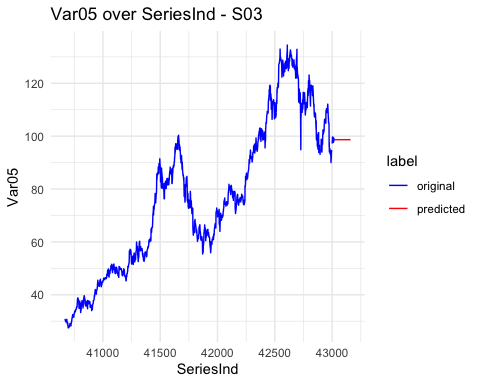 Var05 over SeriesInd - S03
120
100
80
60
40
Var05
41000 41500 42000 42500 43000
SeriesInd
label
original
predicted